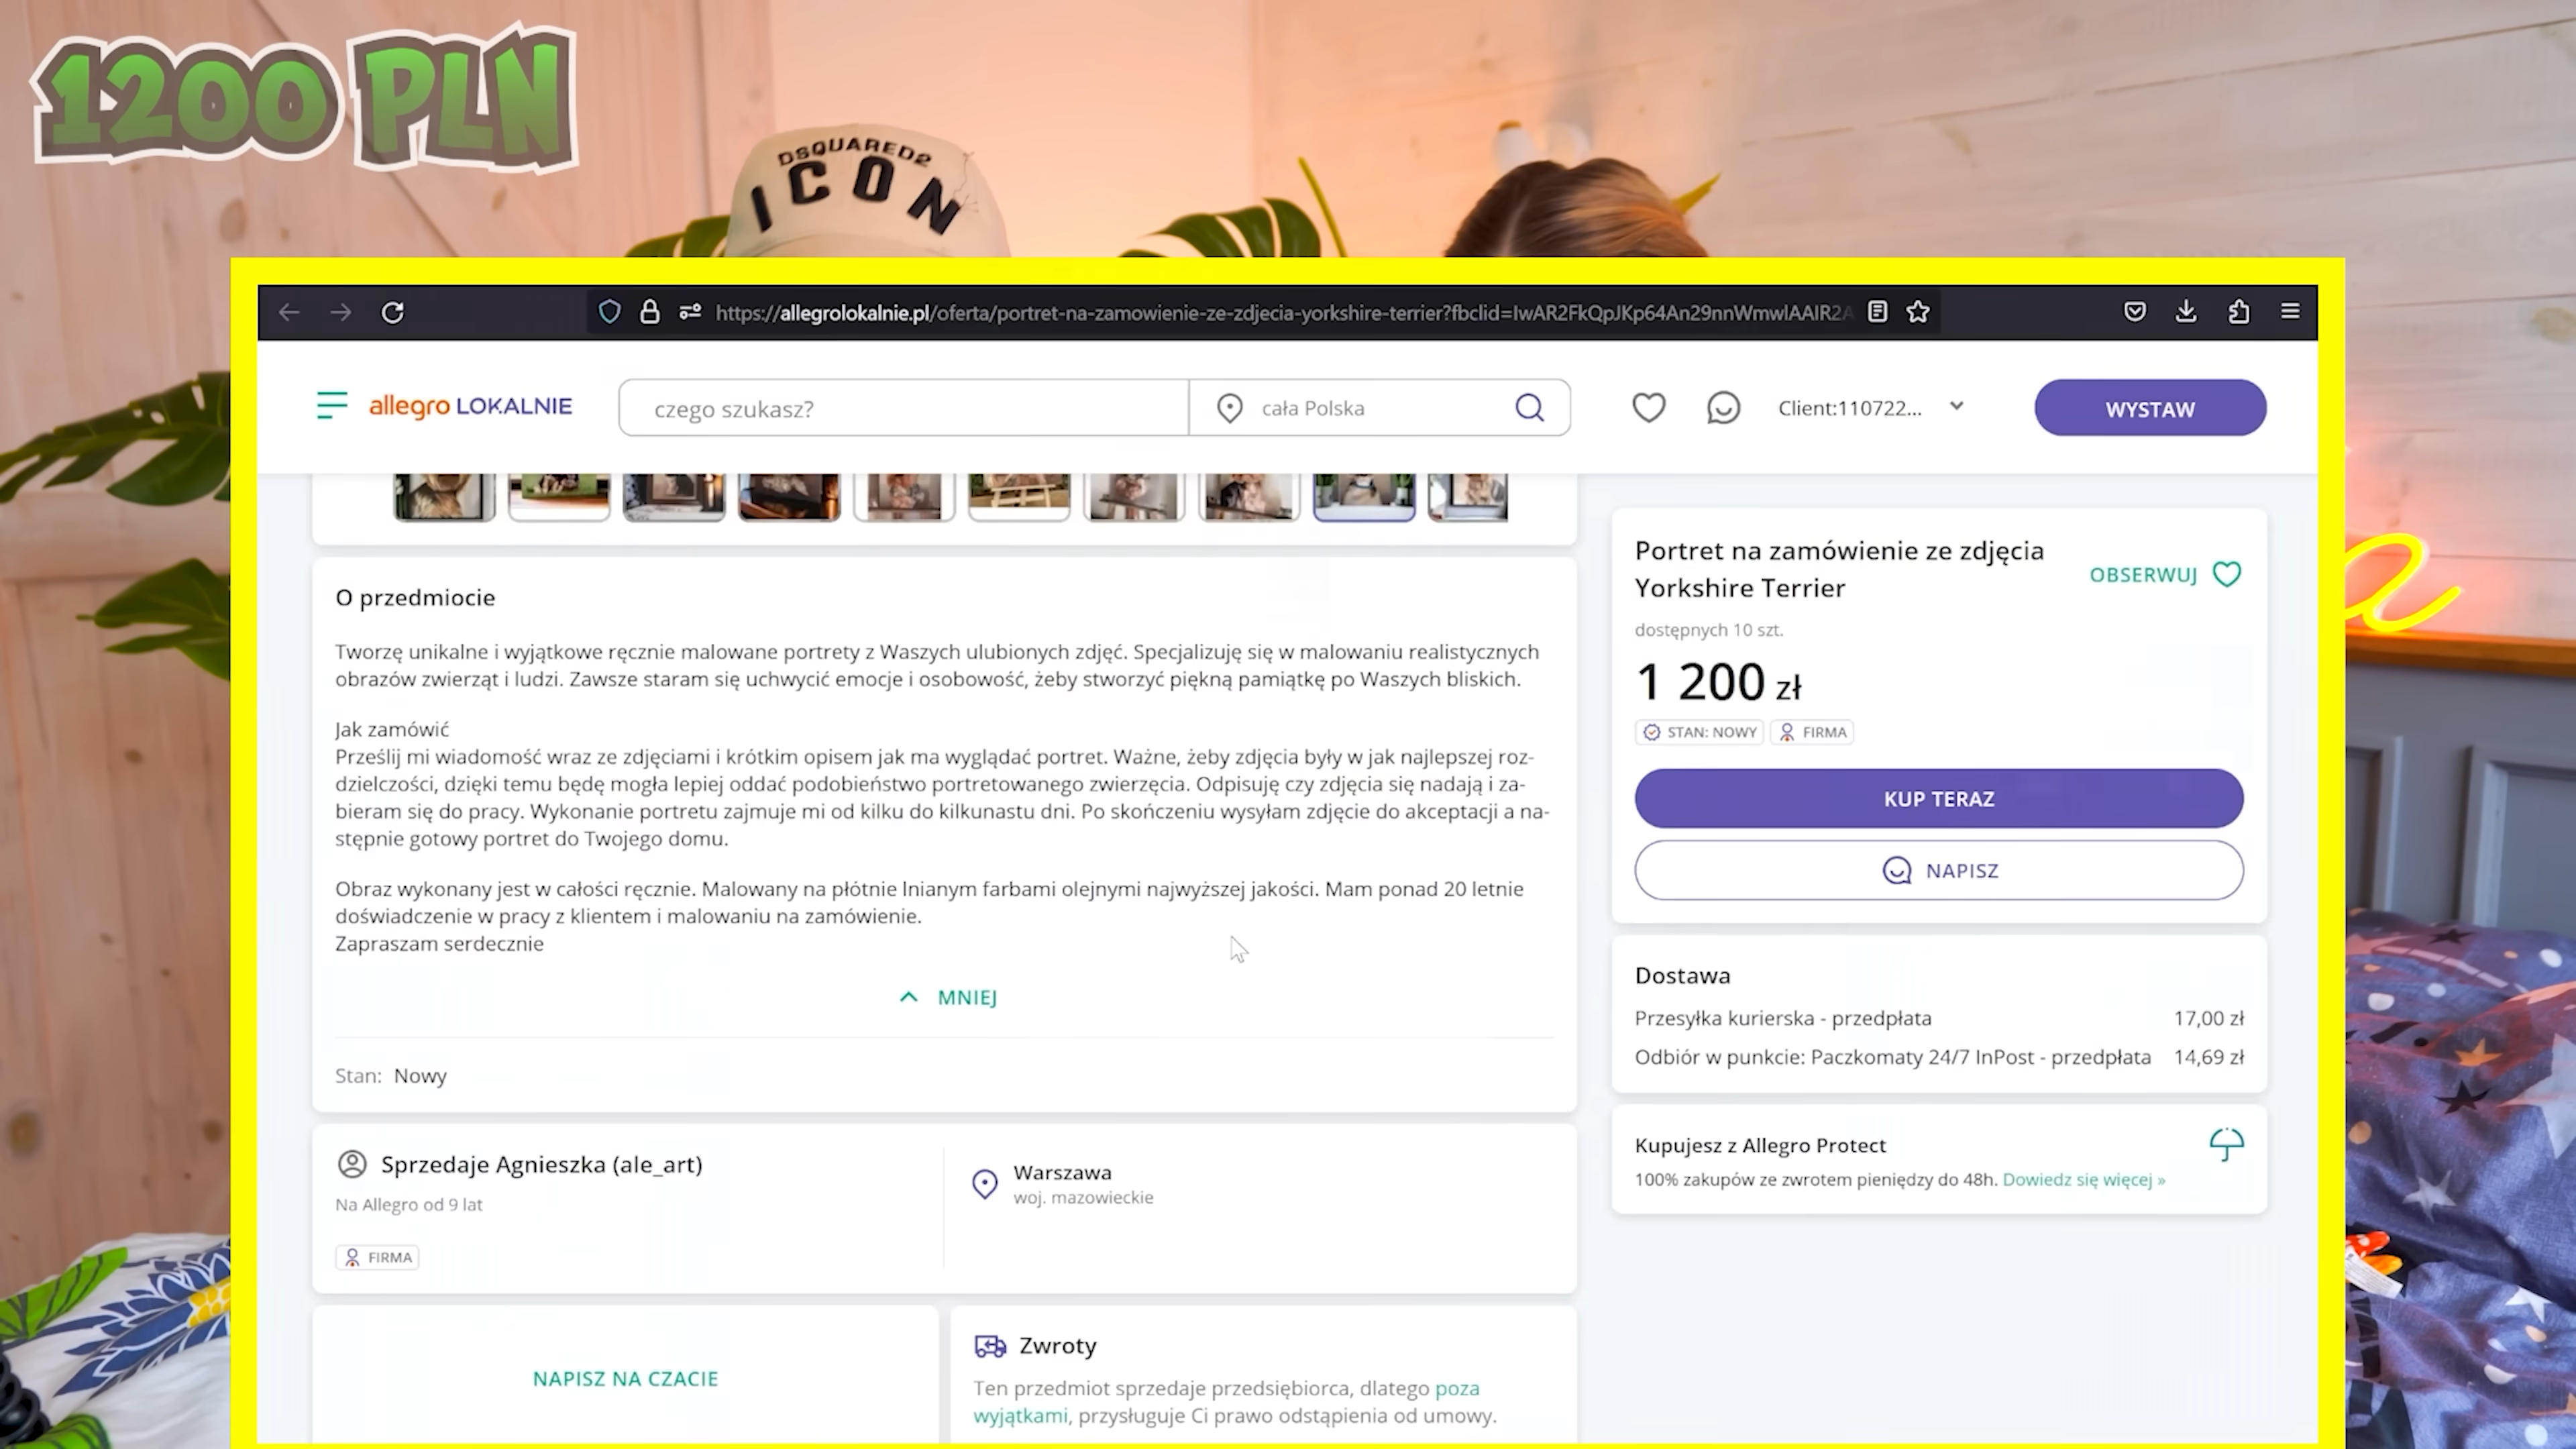 1200 PLN
DSQUARED2
ICON
https://allegrolokalnie.pl/oferta/portret-na-zamowienie-ze-zdjecia-yorkshire-terrier?fbclid=IwAR2FkQpJKp64An29nnWmwlAAIR2A
allegro LOKALNIE
czego szukasz?
cała Polska
Client:110722...
WYSTAW
O przedmiocie
Tworzę unikalne i wyjątkowe ręcznie malowane portrety z Waszych ulubionych zdjęć. Specjalizuję się w malowaniu realistycznych
obrazów zwierząt i ludzi. Zawsze staram się uchwycić emocje i osobowość, żeby stworzyć piękną pamiątkę po Waszych bliskich.
Jak zamówić
Prześlij mi wiadomość wraz ze zdjęciami i krótkim opisem jak ma wyglądać portret. Ważne, żeby zdjęcia były w jak najlepszej roz-
dzielczości, dzięki temu będę mogła lepiej oddać podobieństwo portretowanego zwierzęcia. Odpisuję czy zdjęcia się nadają i za-
bieram się do pracy. Wykonanie portretu zajmuje mi od kilku do kilkunastu dni. Po skończeniu wysyłam zdjęcie do akceptacji a na-
stępnie gotowy portret do Twojego domu.
Obraz wykonany jest w całości ręcznie. Malowany na płótnie lnianym farbami olejnymi najwyższej jakości. Mam ponad 20 letnie
doświadczenie w pracy z klientem i malowaniu na zamówienie.
Zapraszam serdecznie
MNIEJ
Stan: Nowy
Sprzedaje Agnieszka (ale_art)
Na Allegro od 9 lat
FIRMA
Warszawa
woj. mazowieckie
NAPISZ NA CZACIE
Zwroty
Ten przedmiot sprzedaje przedsiębiorca, dlatego poza
wyjątkami, przysługuje Ci prawo odstąpienia od umowy.
Portret na zamówienie ze zdjęcia
Yorkshire Terrier
OBSERWUJ
dostępnych 10 szt.
1 200 zł
STAN: NOWY
FIRMA
KUP TERAZ
NAPISZ
Dostawa
Przesyłka kurierska - przedpłata 17,00 zł
Odbiór w punkcie: Paczkomaty 24/7 InPost - przedpłata 14,69 zł
Kupujesz z Allegro Protect
100% zakupów ze zwrotem pieniędzy do 48h. Dowiedz się więcej »
a